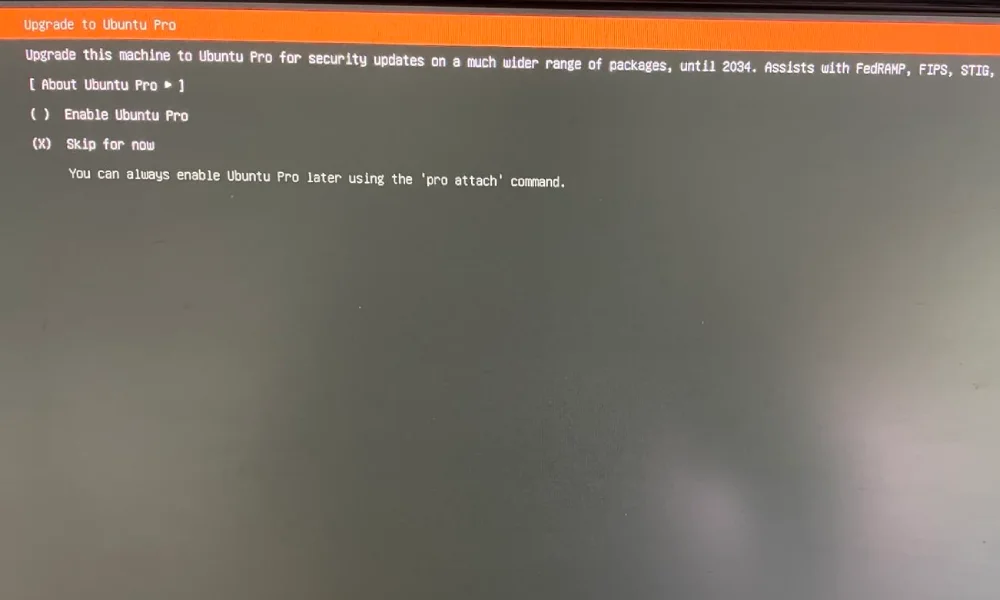 Upgrade to Ubuntu Pro
Upgrade this machine to Ubuntu Pro for security updates on a much wider range of packages, until 2034. Assists with FedRAMP, FIPS, STIG,
[ About Ubuntu Pro ▸ ]
( ) Enable Ubuntu Pro
(X) Skip for now
You can always enable Ubuntu Pro later using the 'pro attach' command.